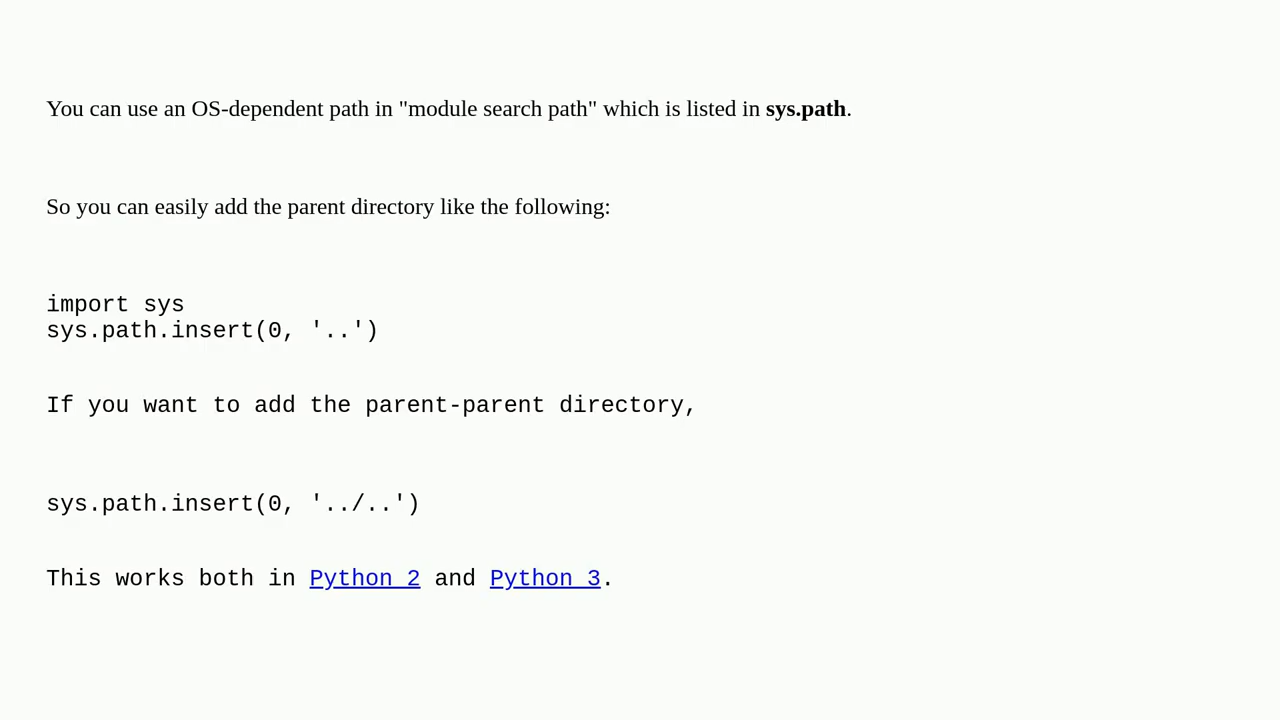 You can use an OS-dependent path in "module search path" which is listed in sys.path.
So you can easily add the parent directory like the following:
import sys
sys.path.insert(0, '..')
If you want to add the parent-parent directory,
sys.path.insert(0, '../..')
This works both in Python 2 and Python 3.